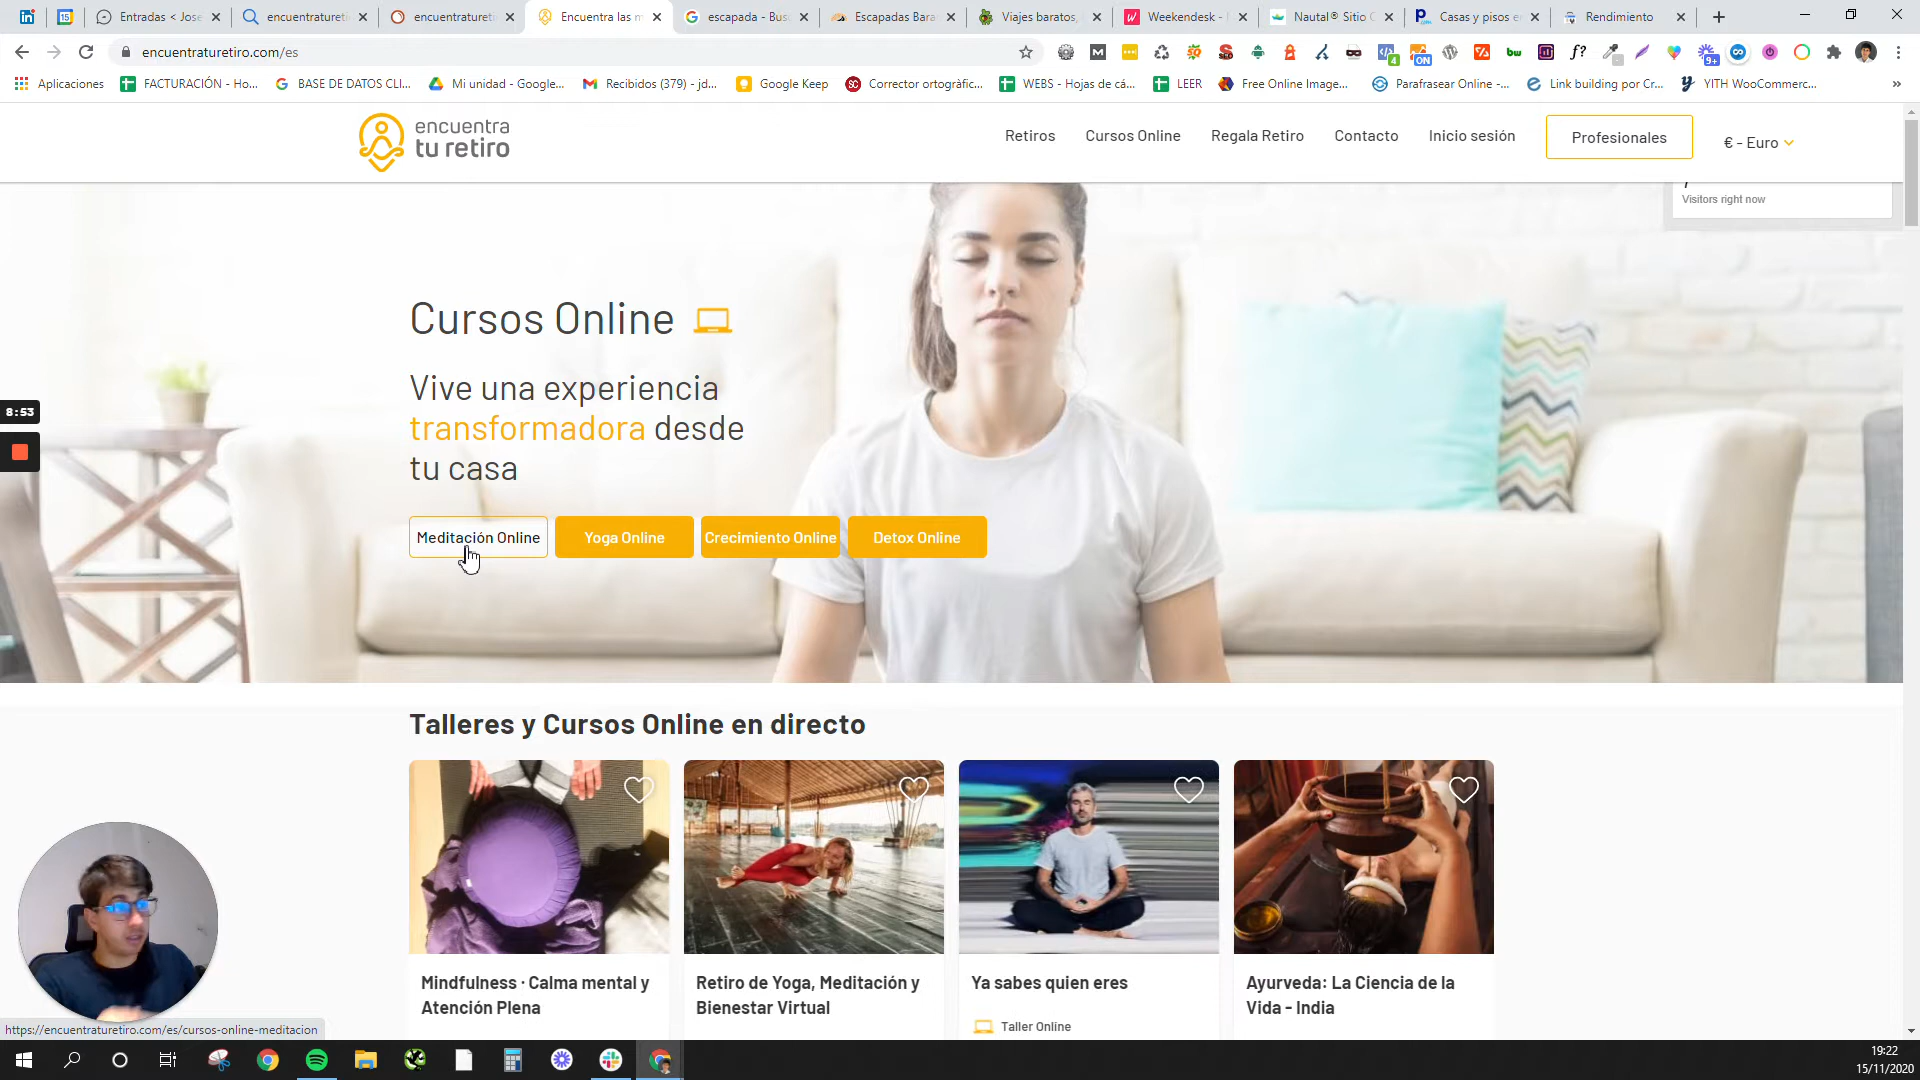 Entradas < Jose
encuentratureti
encuentraturet
Encuentra las m
escapada - Bus
Escapadas Bara
Viajes baratos,
Weekendesk -
Nautal® Sitio O
Casas y pisos e
Rendimiento
encuentraturetiro.com/es
Aplicaciones
FACTURACIÓN - Ho...
BASE DE DATOS CLI...
Mi unidad - Google...
Recibidos (379) - jd...
Google Keep
Corrector ortogràfic...
WEBS - Hojas de cá...
LEER
Free Online Image...
Parafrasear Online -...
Link building por Cr...
YITH WooCommerc...
encuentra
tu retiro
Retiros
Cursos Online
Regala Retiro
Contacto
Inicio sesión
Profesionales
€ - Euro
Visitors right now
Cursos Online
Vive una experiencia
transformadora desde
tu casa
8:53
Meditación Online
Yoga Online
Crecimiento Online
Detox Online
Talleres y Cursos Online en directo
Mindfulness · Calma mental y
Atención Plena
Retiro de Yoga, Meditación y
Bienestar Virtual
Ya sabes quien eres
Taller Online
Ayurveda: La Ciencia de la
Vida - India
https://encuentraturetiro.com/es/cursos-online-meditacion
19:22
15/11/2020